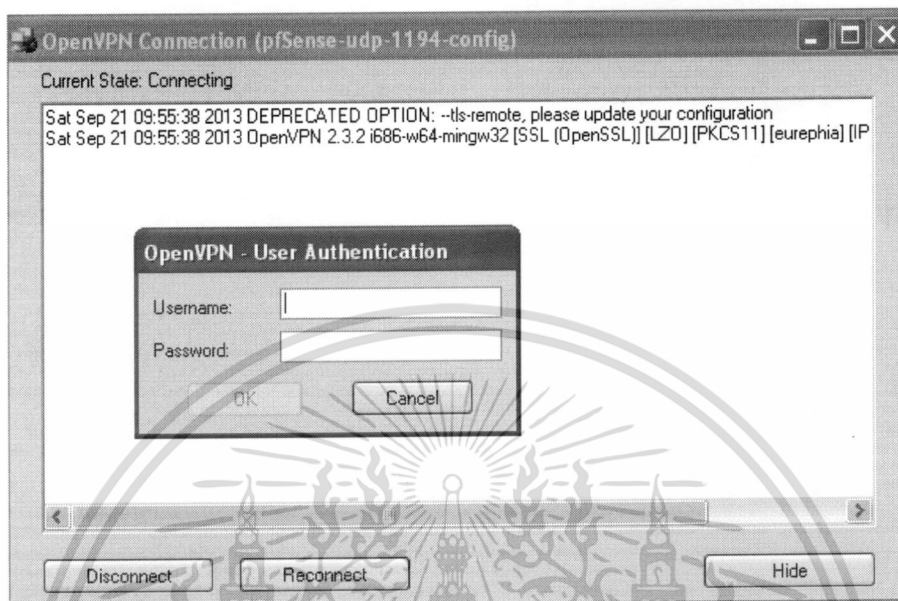 OpenVPN Connection (pfSense-udp-1194-config)
Current State: Connecting
Sat Sep 21 09:55:38 2013 DEPRECATED OPTION: --tls-remote, please update your configuration
Sat Sep 21 09:55:38 2013 OpenVPN 2.3.2 i686-w64-mingw32 [SSL (OpenSSL)] [LZO] [PKCS11] [eurephia] [IP
OpenVPN - User Authentication
Username:
Password:
OK
Cancel
Disconnect
Reconnect
Hide